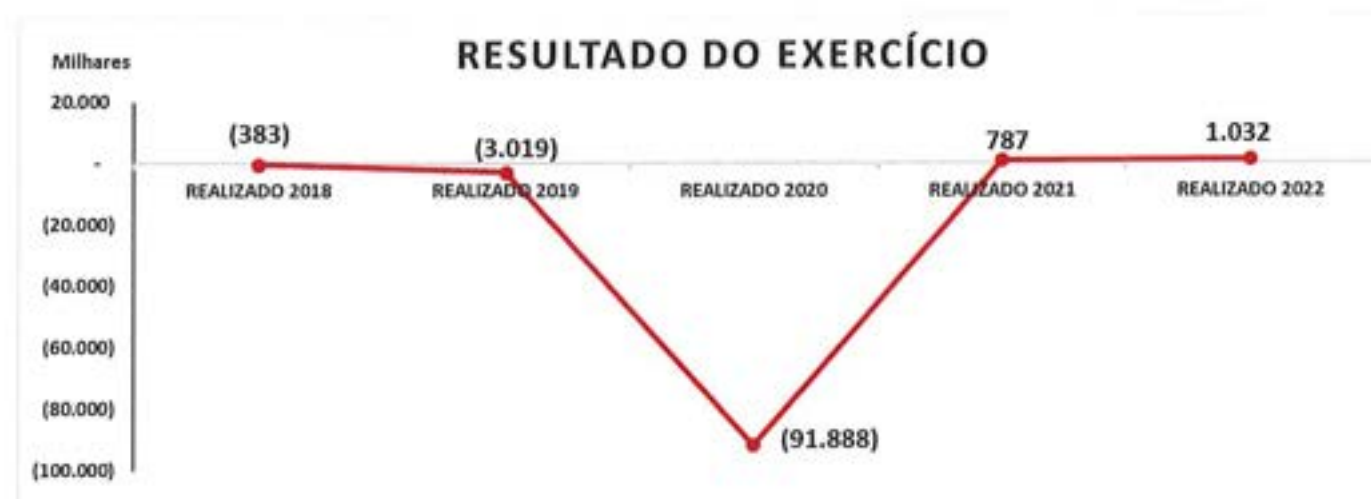 RESULTADO DO EXERCÍCIO
Milhares
20.000
-
(20.000)
(40.000)
(60.000)
(80.000)
(100.000)
(383)
(3.019)
(91.888)
787
1.032
REALIZADO 2018
REALIZADO 2019
REALIZADO 2020
REALIZADO 2021
REALIZADO 2022